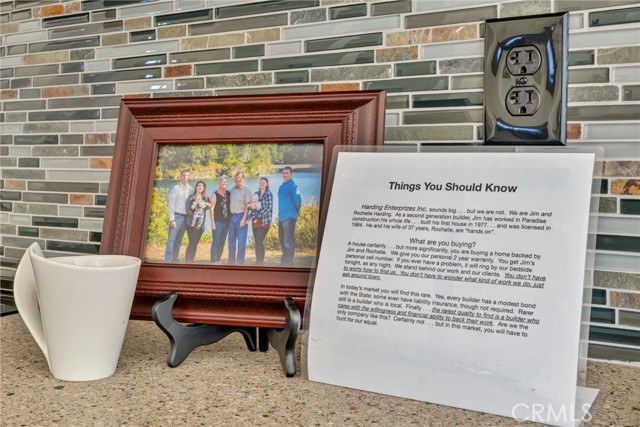 Things You Should Know
Harding Enterprizes Inc. sounds big . . . but we are not. We are Jim and
Rochelle Harding. As a second generation builder, Jim has worked in Paradise
construction his whole life . . . built his first house in 1977. . . and was licensed in
1984. He and his wife of 37 years, Rochelle, are "hands on".
What are you buying?
A house certainly . . . but more significantly, you are buying a home backed by
Jim and Rochelle. We give you our personal 2 year warranty. You get Jim's
personal cell number. If you ever have a problem, it will ring by our bedside
tonight, as any night. We stand behind our work and our clients. You don't have
to worry how to find us. You don't have to wonder what kind of work we do; just
ask around town.
In today's market you will find this rare. Yes, every builder has a modest bond
with the State; some even have liability insurance, though not required. Rarer
still is a builder who is local. Finally . . . the rarest quality to find is a builder who
cares with the willingness and financial ability to back their work. Are we the
only company like this? Certainly not . . . but in this market, you will have to
hunt for our equal.
CRMLS